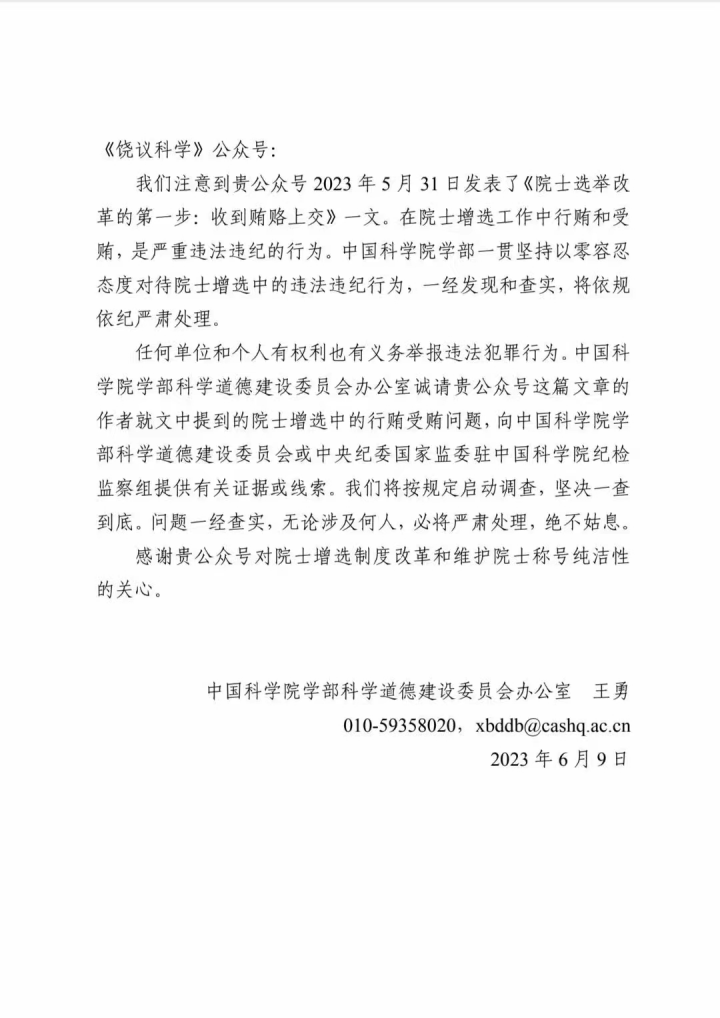 《饶议科学》公众号：
我们注意到贵公众号 2023 年 5 月 31 日发表了《院士选举改
革的第一步：收到贿赂上交》一文。在院士增选工作中行贿和受
贿，是严重违法违纪的行为。中国科学院学部一贯坚持以零容忍
态度对待院士增选中的违法违纪行为，一经发现和查实，将依规
依纪严肃处理。
任何单位和个人有权利也有义务举报违法犯罪行为。中国科
学院学部科学道德建设委员会办公室诚请贵公众号这篇文章的
作者就文中提到的院士增选中的行贿受贿问题，向中国科学院学
部科学道德建设委员会或中央纪委国家监委驻中国科学院纪检
监察组提供有关证据或线索。我们将按规定启动调查，坚决一查
到底。问题一经查实，无论涉及何人，必将严肃处理，绝不姑息。
感谢贵公众号对院士增选制度改革和维护院士称号纯洁性
的关心。
中国科学院学部科学道德建设委员会办公室 王勇
010-59358020，xbddb@cashq.ac.cn
2023 年 6 月 9 日